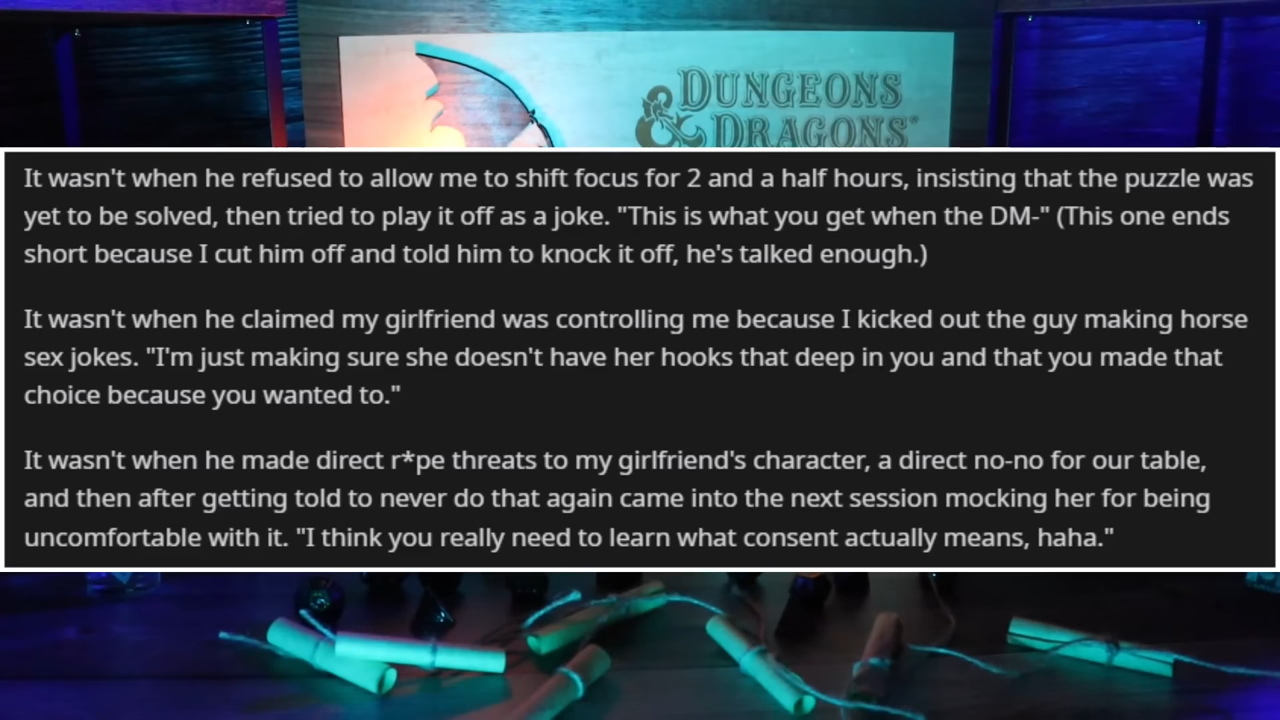 DUNGEONS
& DRAGONS
It wasn't when he refused to allow me to shift focus for 2 and a half hours, insisting that the puzzle was
yet to be solved, then tried to play it off as a joke. "This is what you get when the DM-" (This one ends
short because I cut him off and told him to knock it off, he's talked enough.)
It wasn't when he claimed my girlfriend was controlling me because I kicked out the guy making horse
sex jokes. "I'm just making sure she doesn't have her hooks that deep in you and that you made that
choice because you wanted to."
It wasn't when he made direct r*pe threats to my girlfriend's character, a direct no-no for our table,
and then after getting told to never do that again came into the next session mocking her for being
uncomfortable with it. "I think you really need to learn what consent actually means, haha."